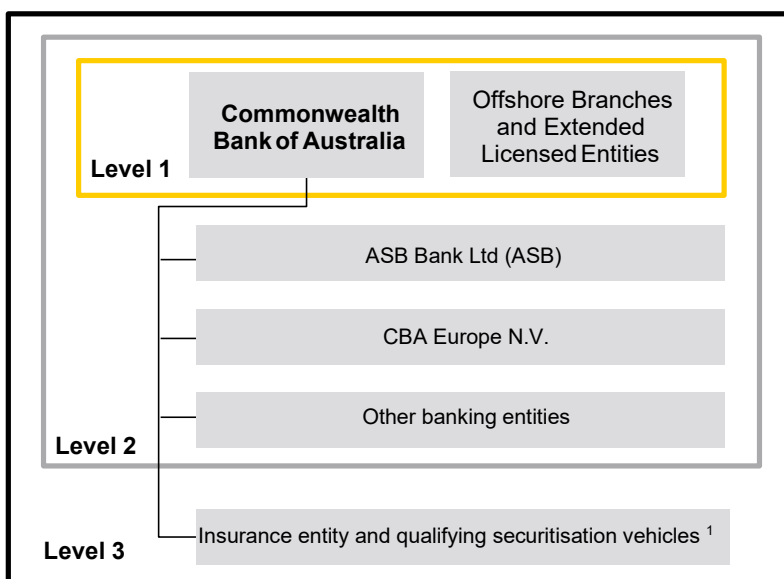 Commonwealth
Bank of Australia
Offshore Branches
and Extended
Licensed Entities
Level 1
ASB Bank Ltd (ASB)
CBA Europe N.V.
Other banking entities
Level 2
Insurance entity and qualifying securitisation vehicles 1
Level 3